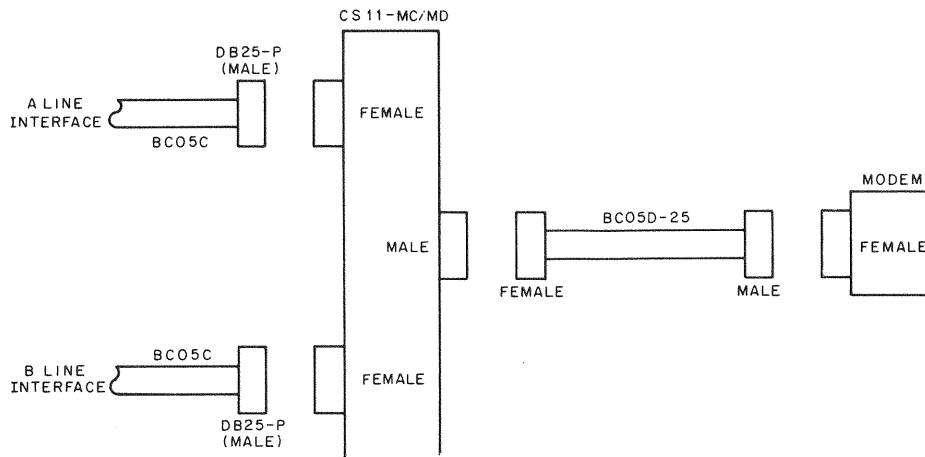 CS11-MC/MD
DB25-P
(MALE)
A LINE
INTERFACE
BC05C
FEMALE
MODEM
BC05D-25
MALE
FEMALE
FEMALE
MALE
BC05C
B LINE
INTERFACE
FEMALE
DB25-P
(MALE)